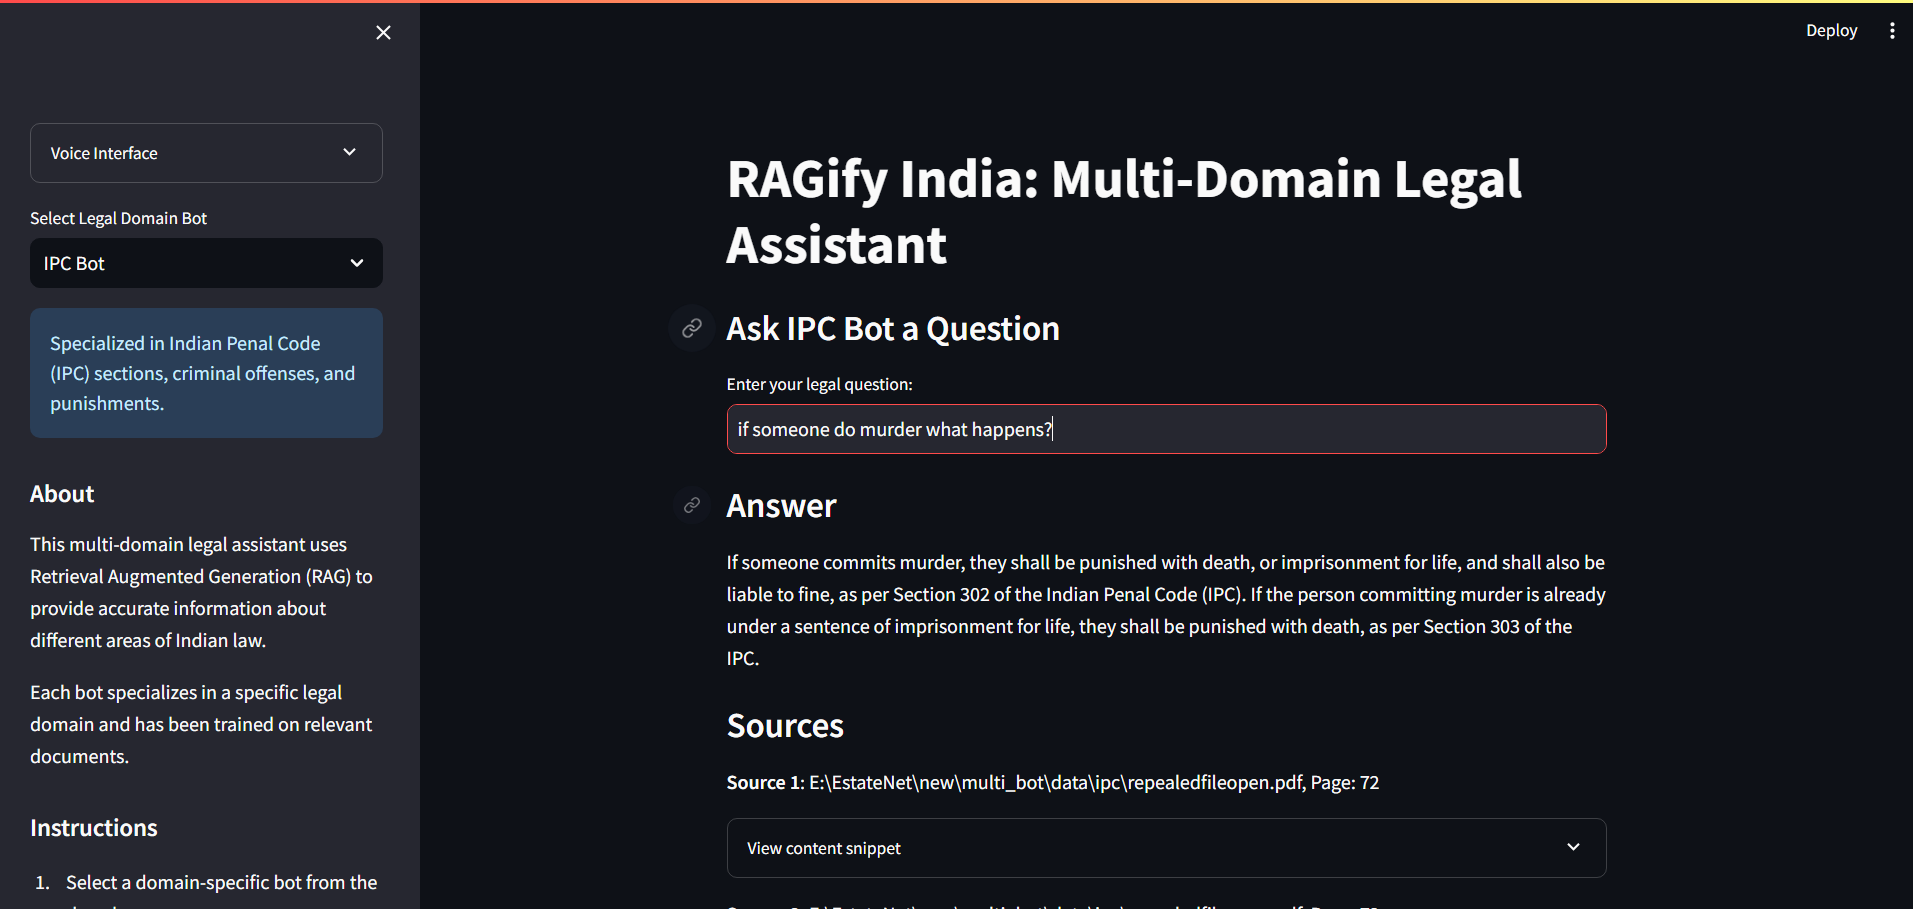 Deploy
Voice Interface
Select Legal Domain Bot
IPC Bot
Specialized in Indian Penal Code
(IPC) sections, criminal offenses, and
punishments.
About
This multi-domain legal assistant uses
Retrieval Augmented Generation (RAG) to
provide accurate information about
different areas of Indian law.
Each bot specializes in a specific legal
domain and has been trained on relevant
documents.
Instructions
1. Select a domain-specific bot from the
RAGify India: Multi-Domain Legal
Assistant
Ask IPC Bot a Question
Enter your legal question:
if someone do murder what happens?
Answer
If someone commits murder, they shall be punished with death, or imprisonment for life, and shall also be
liable to fine, as per Section 302 of the Indian Penal Code (IPC). If the person committing murder is already
under a sentence of imprisonment for life, they shall be punished with death, as per Section 303 of the
IPC.
Sources
Source 1: E:\EstateNet\new\multi_bot\data\ipc\repealedfileopen.pdf, Page: 72
View content snippet